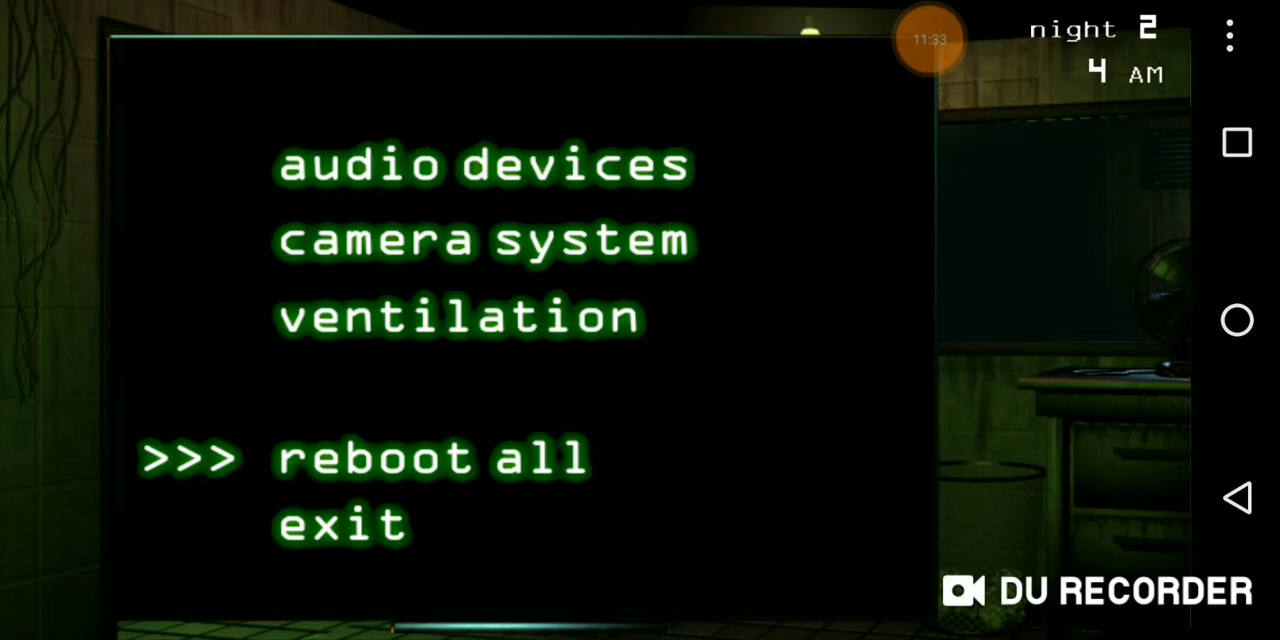 11:33
night 2
4 AM
audio devices
camera system
ventilation
>>> reboot all
exit
DU RECORDER